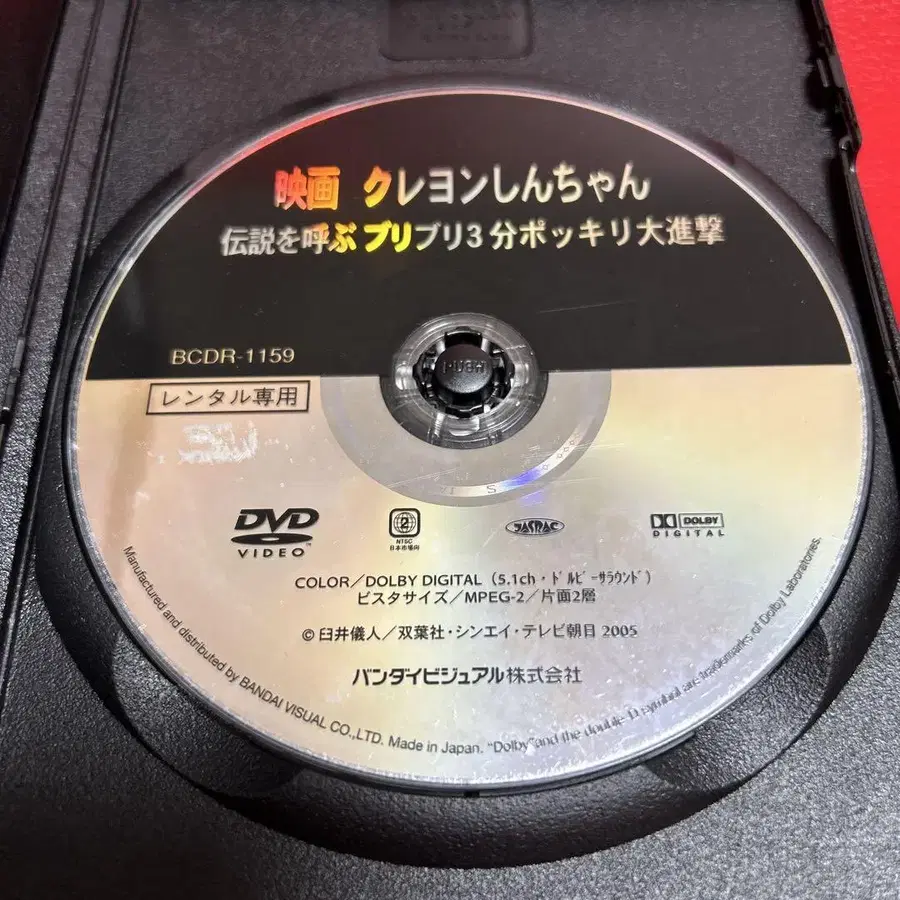 映画 クレヨンしんちゃん
伝説を呼ぶブリブリ3分ポッキリ大進撃
BCDR-1159
レンタル専用
PUSH
DVD
VIDEO
2
NTSC
日本市場向
JASRAC
DOLBY
DIGITAL
COLOR/DOLBY DIGITAL(5.1ch・ドルビーサラウンド)
ビスタサイズ/MPEG-2/片面2層
©臼井儀人/双葉社・シンエイ・テレビ朝日 2005
バンダイビジュアル株式会社
Manufactured and distributed by BANDAI VISUAL CO.,LTD. Made in Japan. "Dolby"and the double-D symbol are trademarks of Dolby Laboratories.